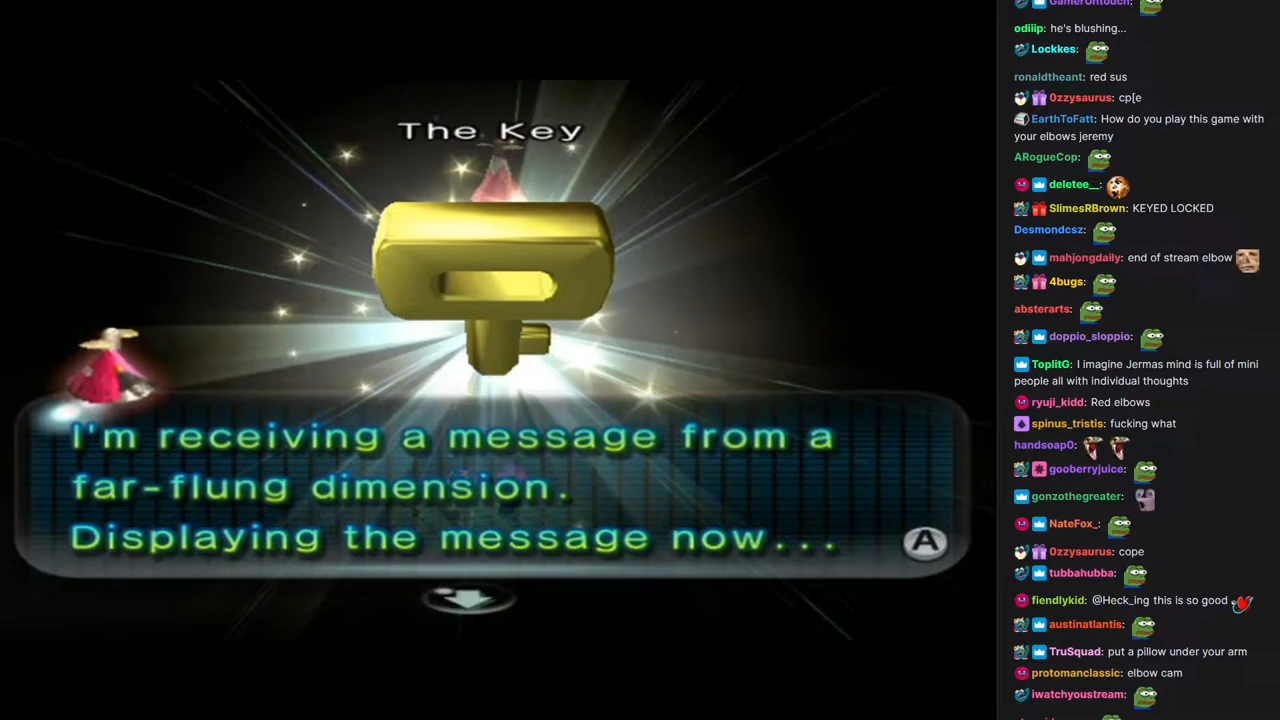 The Key
I'm receiving a message from a
far-flung dimension.
Displaying the message now...
A
GamerUntouch:
odiiip: he's blushing...
Lockkes:
ronaldtheant: red sus
0zzysaurus: cp[e
EarthToFatt: How do you play this game with
your elbows jeremy
ARogueCop:
deletee__:
SlimesRBrown: KEYED LOCKED
Desmondcsz:
mahjongdaily: end of stream elbow
4bugs:
absterarts:
doppio_sloppio:
ToplitG: I imagine Jermas mind is full of mini
people all with individual thoughts
ryuji_kidd: Red elbows
spinus_tristis: fucking what
handsoap0:
gooberryjuice:
gonzothegreater:
NateFox_:
0zzysaurus: cope
tubbahubba:
fiendlykid: @Heck_ing this is so good
austinatlantis:
TruSquad: put a pillow under your arm
protomanclassic: elbow cam
iwatchyoustream: